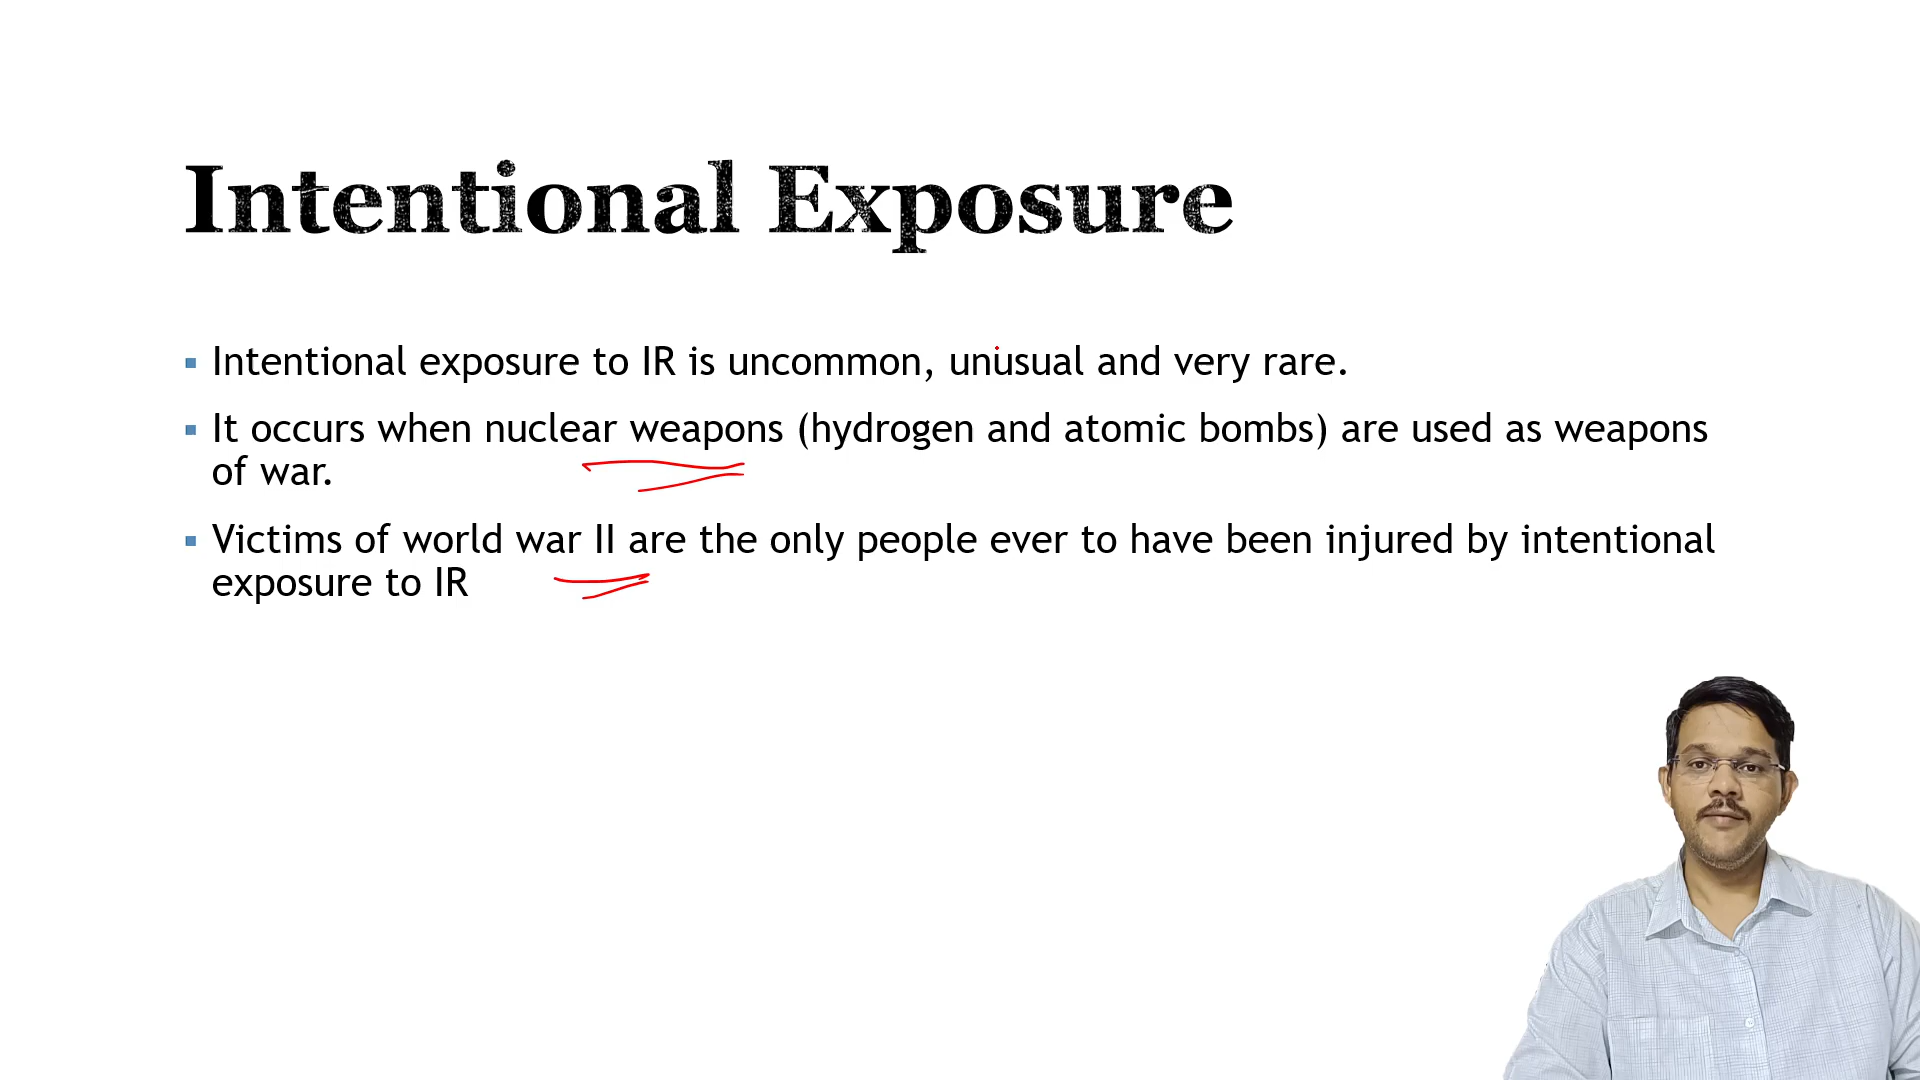 Intentional Exposure
Intentional exposure to IR is uncommon, unusual and very rare.
It occurs when nuclear weapons (hydrogen and atomic bombs) are used as weapons
of war.
Victims of world war II are the only people ever to have been injured by intentional
exposure to IR